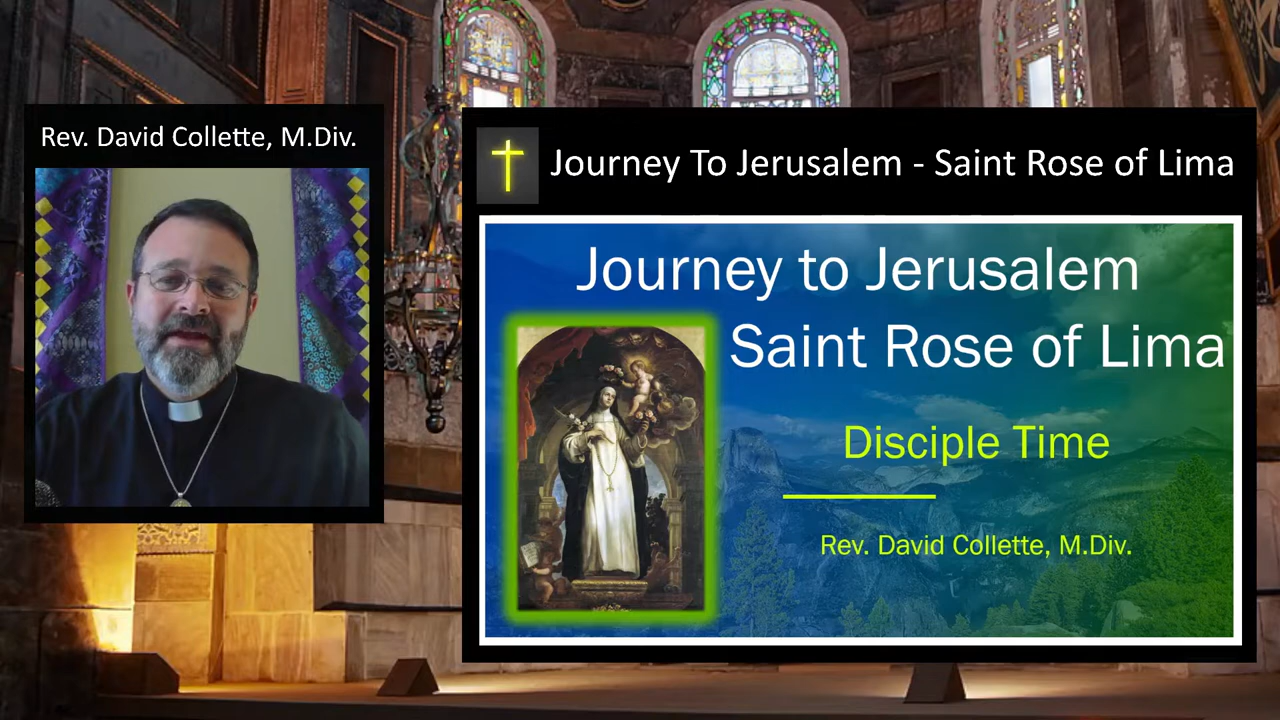 Rev. David Collette, M.Div.
Journey To Jerusalem - Saint Rose of Lima
Journey to Jerusalem
Saint Rose of Lima
Disciple Time
Rev. David Collette, M.Div.